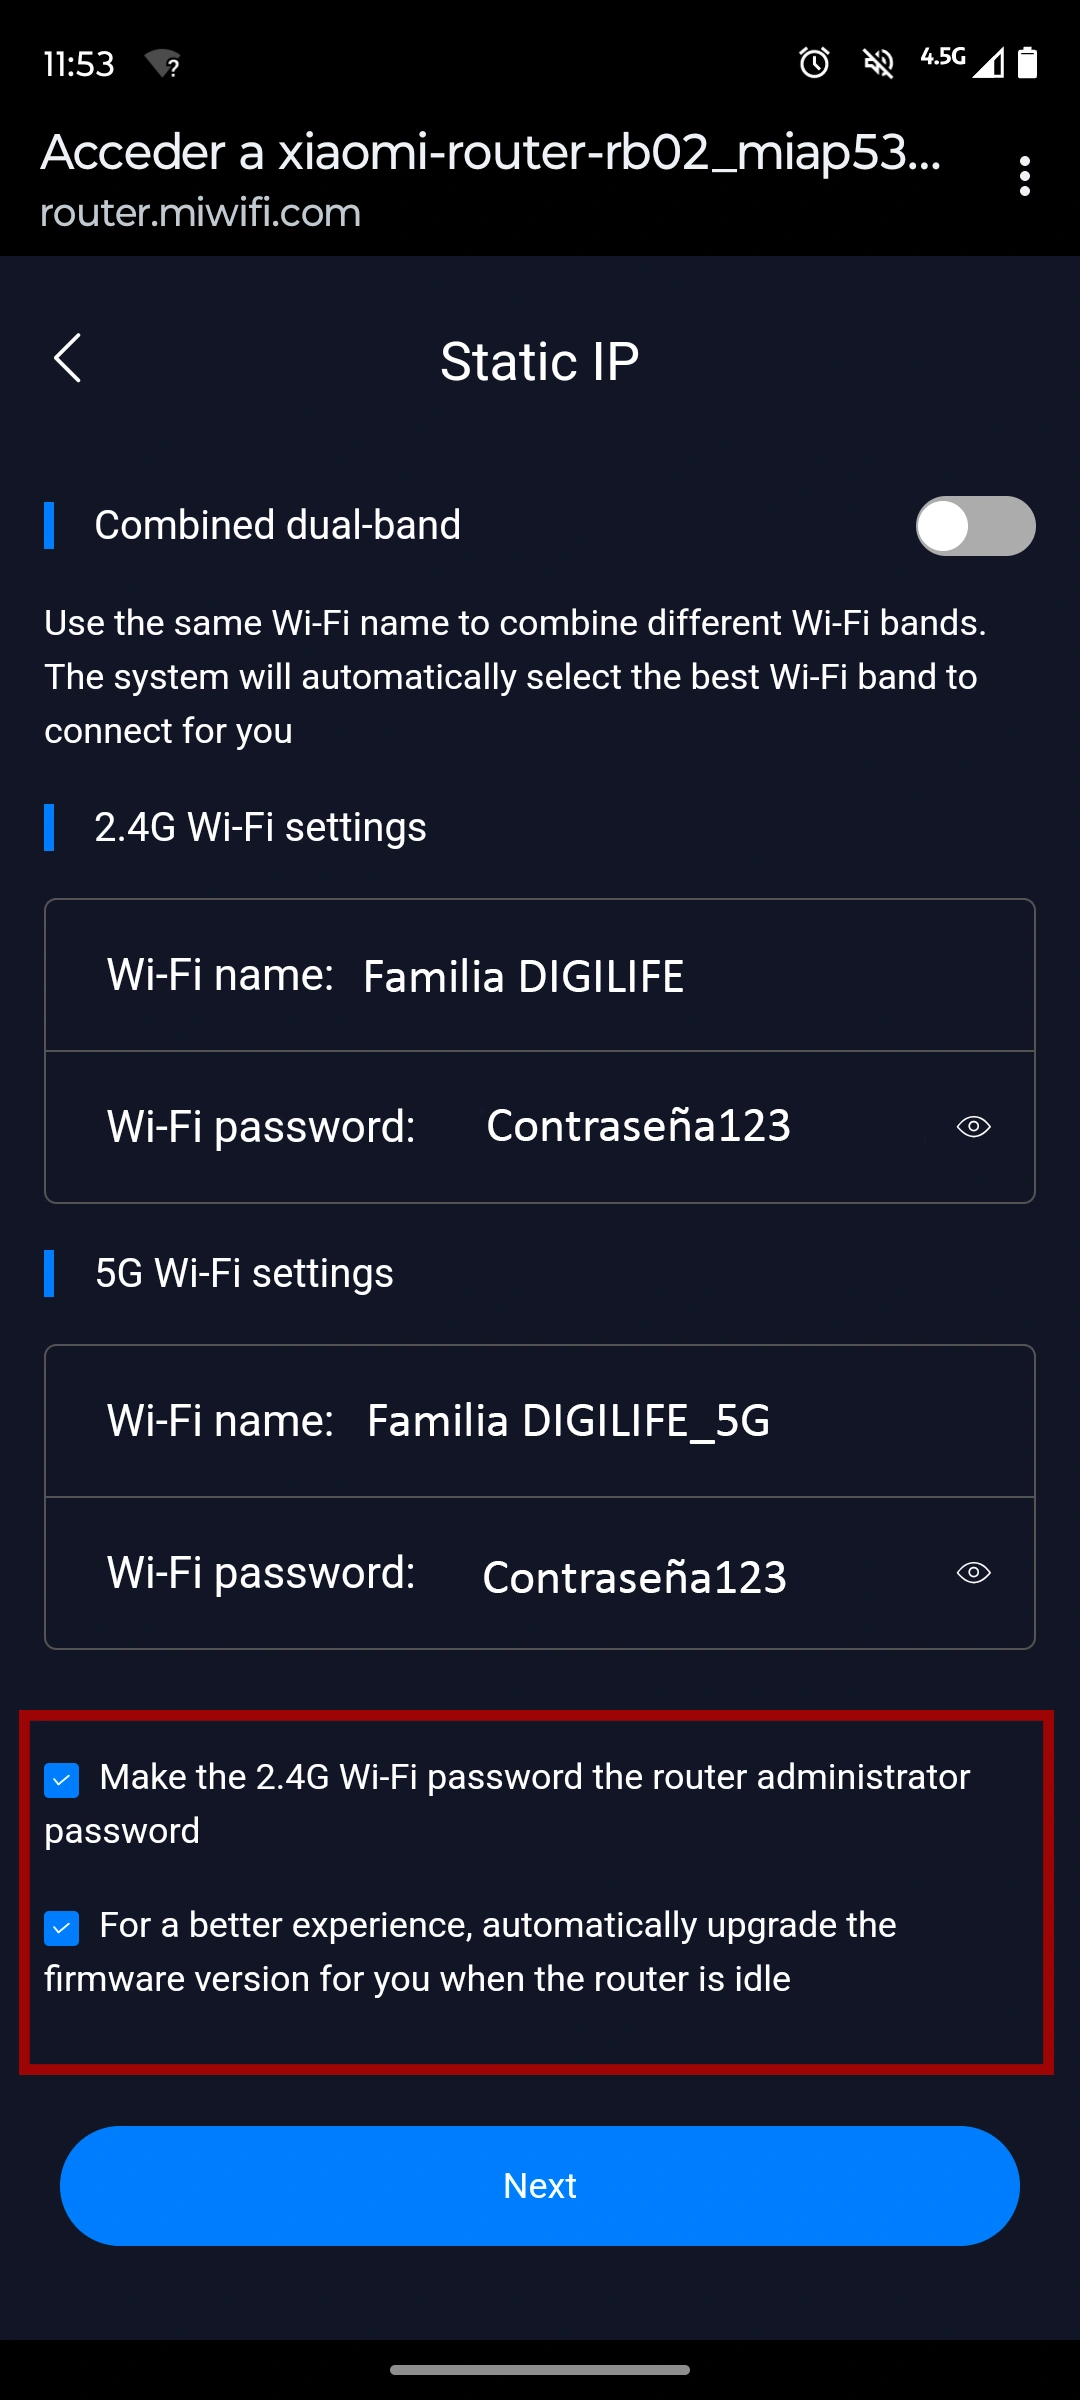 11:53
4.5G
Acceder a xiaomi-router-rb02_miap53...
router.miwifi.com
Static IP
Combined dual-band
Use the same Wi-Fi name to combine different Wi-Fi bands.
The system will automatically select the best Wi-Fi band to
connect for you
2.4G Wi-Fi settings
Wi-Fi name: Familia DIGILIFE
Wi-Fi password: Contraseña123
5G Wi-Fi settings
Wi-Fi name: Familia DIGILIFE_5G
Wi-Fi password: Contraseña123
Make the 2.4G Wi-Fi password the router administrator
password
For a better experience, automatically upgrade the
firmware version for you when the router is idle
Next